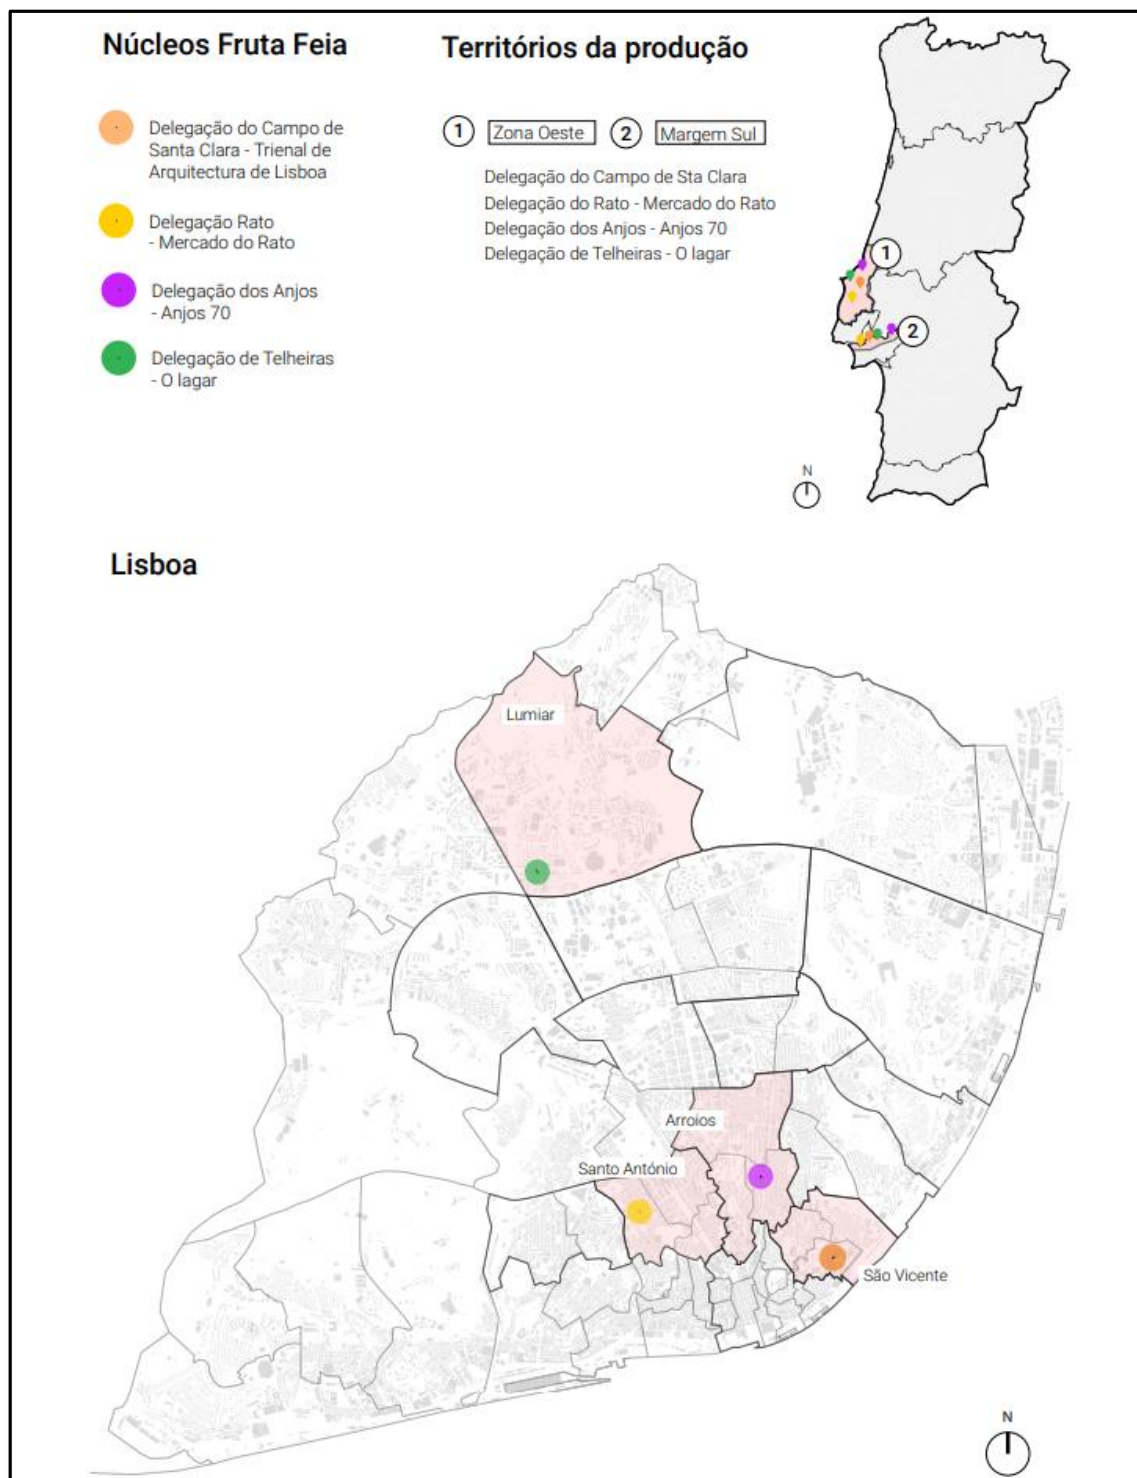 Núcleos Fruta Feia
Delegação do Campo de
Santa Clara - Trienal de
Arquitectura de Lisboa
Delegação Rato
- Mercado do Rato
Delegação dos Anjos
- Anjos 70
Delegação de Telheiras
- O lagar
Territórios da produção
1 Zona Oeste 2 Margem Sul
Delegação do Campo de Sta Clara
Delegação do Rato - Mercado do Rato
Delegação dos Anjos - Anjos 70
Delegação de Telheiras - O lagar
1
2
N
Lisboa
Lumiar
Arroios
Santo António
São Vicente
N